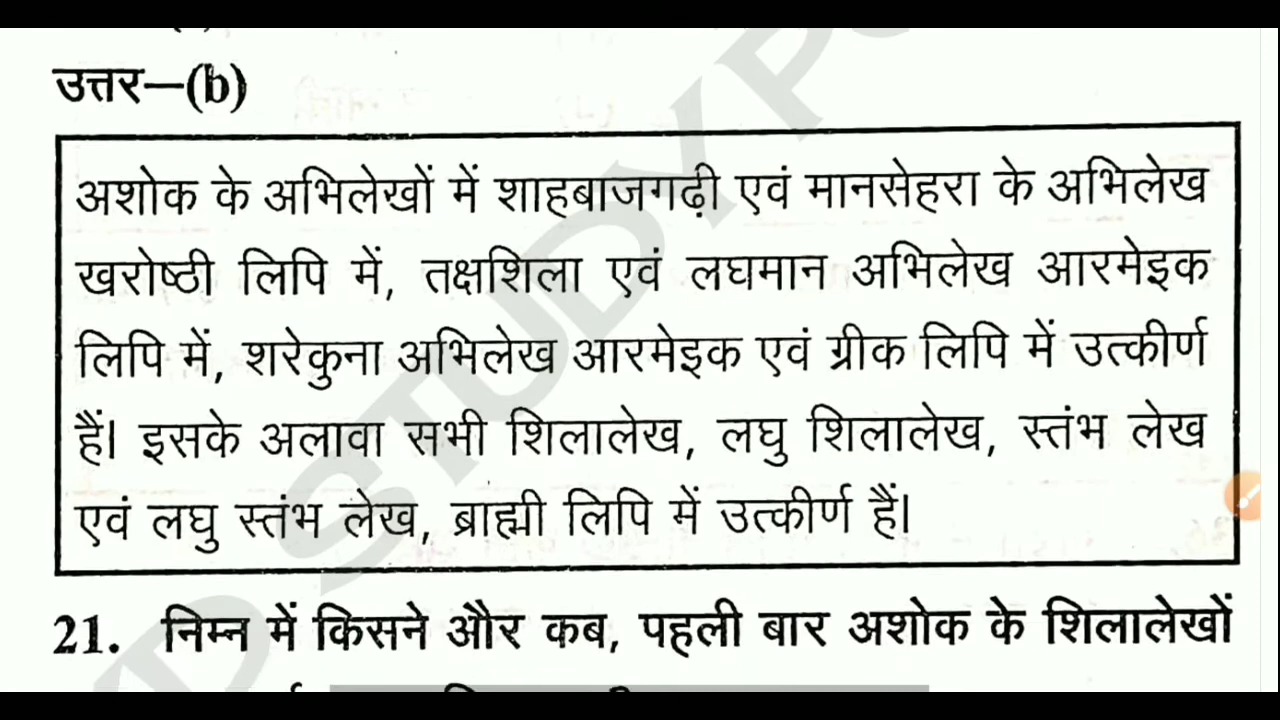 उत्तर—(b)
अशोक के अभिलेखों में शाहबाजगढ़ी एवं मानसेहरा के अभिलेख
खरोष्ठी लिपि में, तक्षशिला एवं लघमान अभिलेख आरमेइक
लिपि में, शरेकुना अभिलेख आरमेइक एवं ग्रीक लिपि में उत्कीर्ण
हैं। इसके अलावा सभी शिलालेख, लघु शिलालेख, स्तंभ लेख
एवं लघु स्तंभ लेख, ब्राह्मी लिपि में उत्कीर्ण हैं।
21. निम्न में किसने और कब, पहली बार अशोक के शिलालेखों